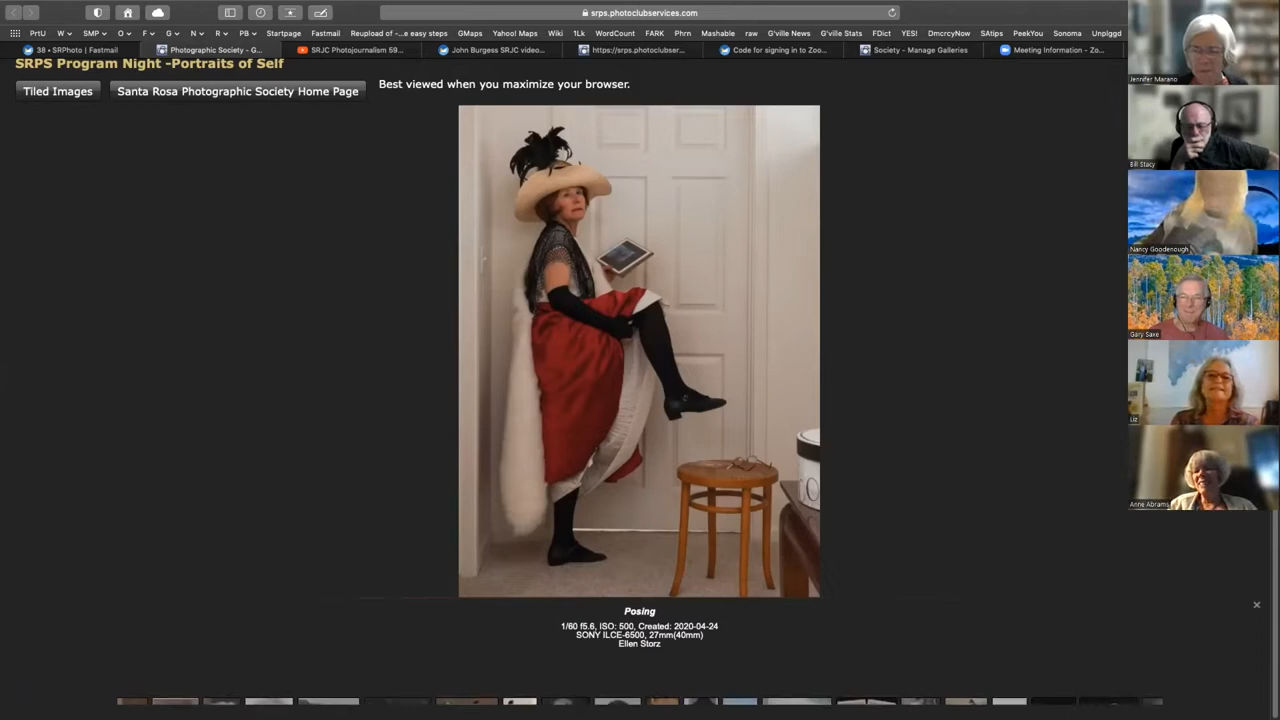 srps.photoclubservices.com
PrtU W SMP O F G N R PB Startpage GMaps Fastmail Reupload of -...e easy steps GMaps Yahoo! Maps Wiki 1Lk WordCount FARK Prhn Mashable raw G'ville News G'ville Stats FDict YES! DmcrcyNow SAtips PeekYou Sonoma Unplggd
38 • SRPhoto | Fastmail
Photographic Society - G...
SRJC Photojournalism 59...
John Burgess SRJC video...
https://srps.photocluber...
Code for signing in to Zoo...
Society - Manage Galleries
Meeting Information - Zo...
SRPS Program Night -Portraits of Self
Tiled Images
Santa Rosa Photographic Society Home Page
Best viewed when you maximize your browser.
Jennifer Marano
Bill Stacy
Nancy Goodenough
Gary Saxe
Liz
Anne Abrams
Posing
1/60 f5.6, ISO: 500, Created: 2020-04-24
SONY ILCE-6500, 27mm(40mm)
Ellen Storz